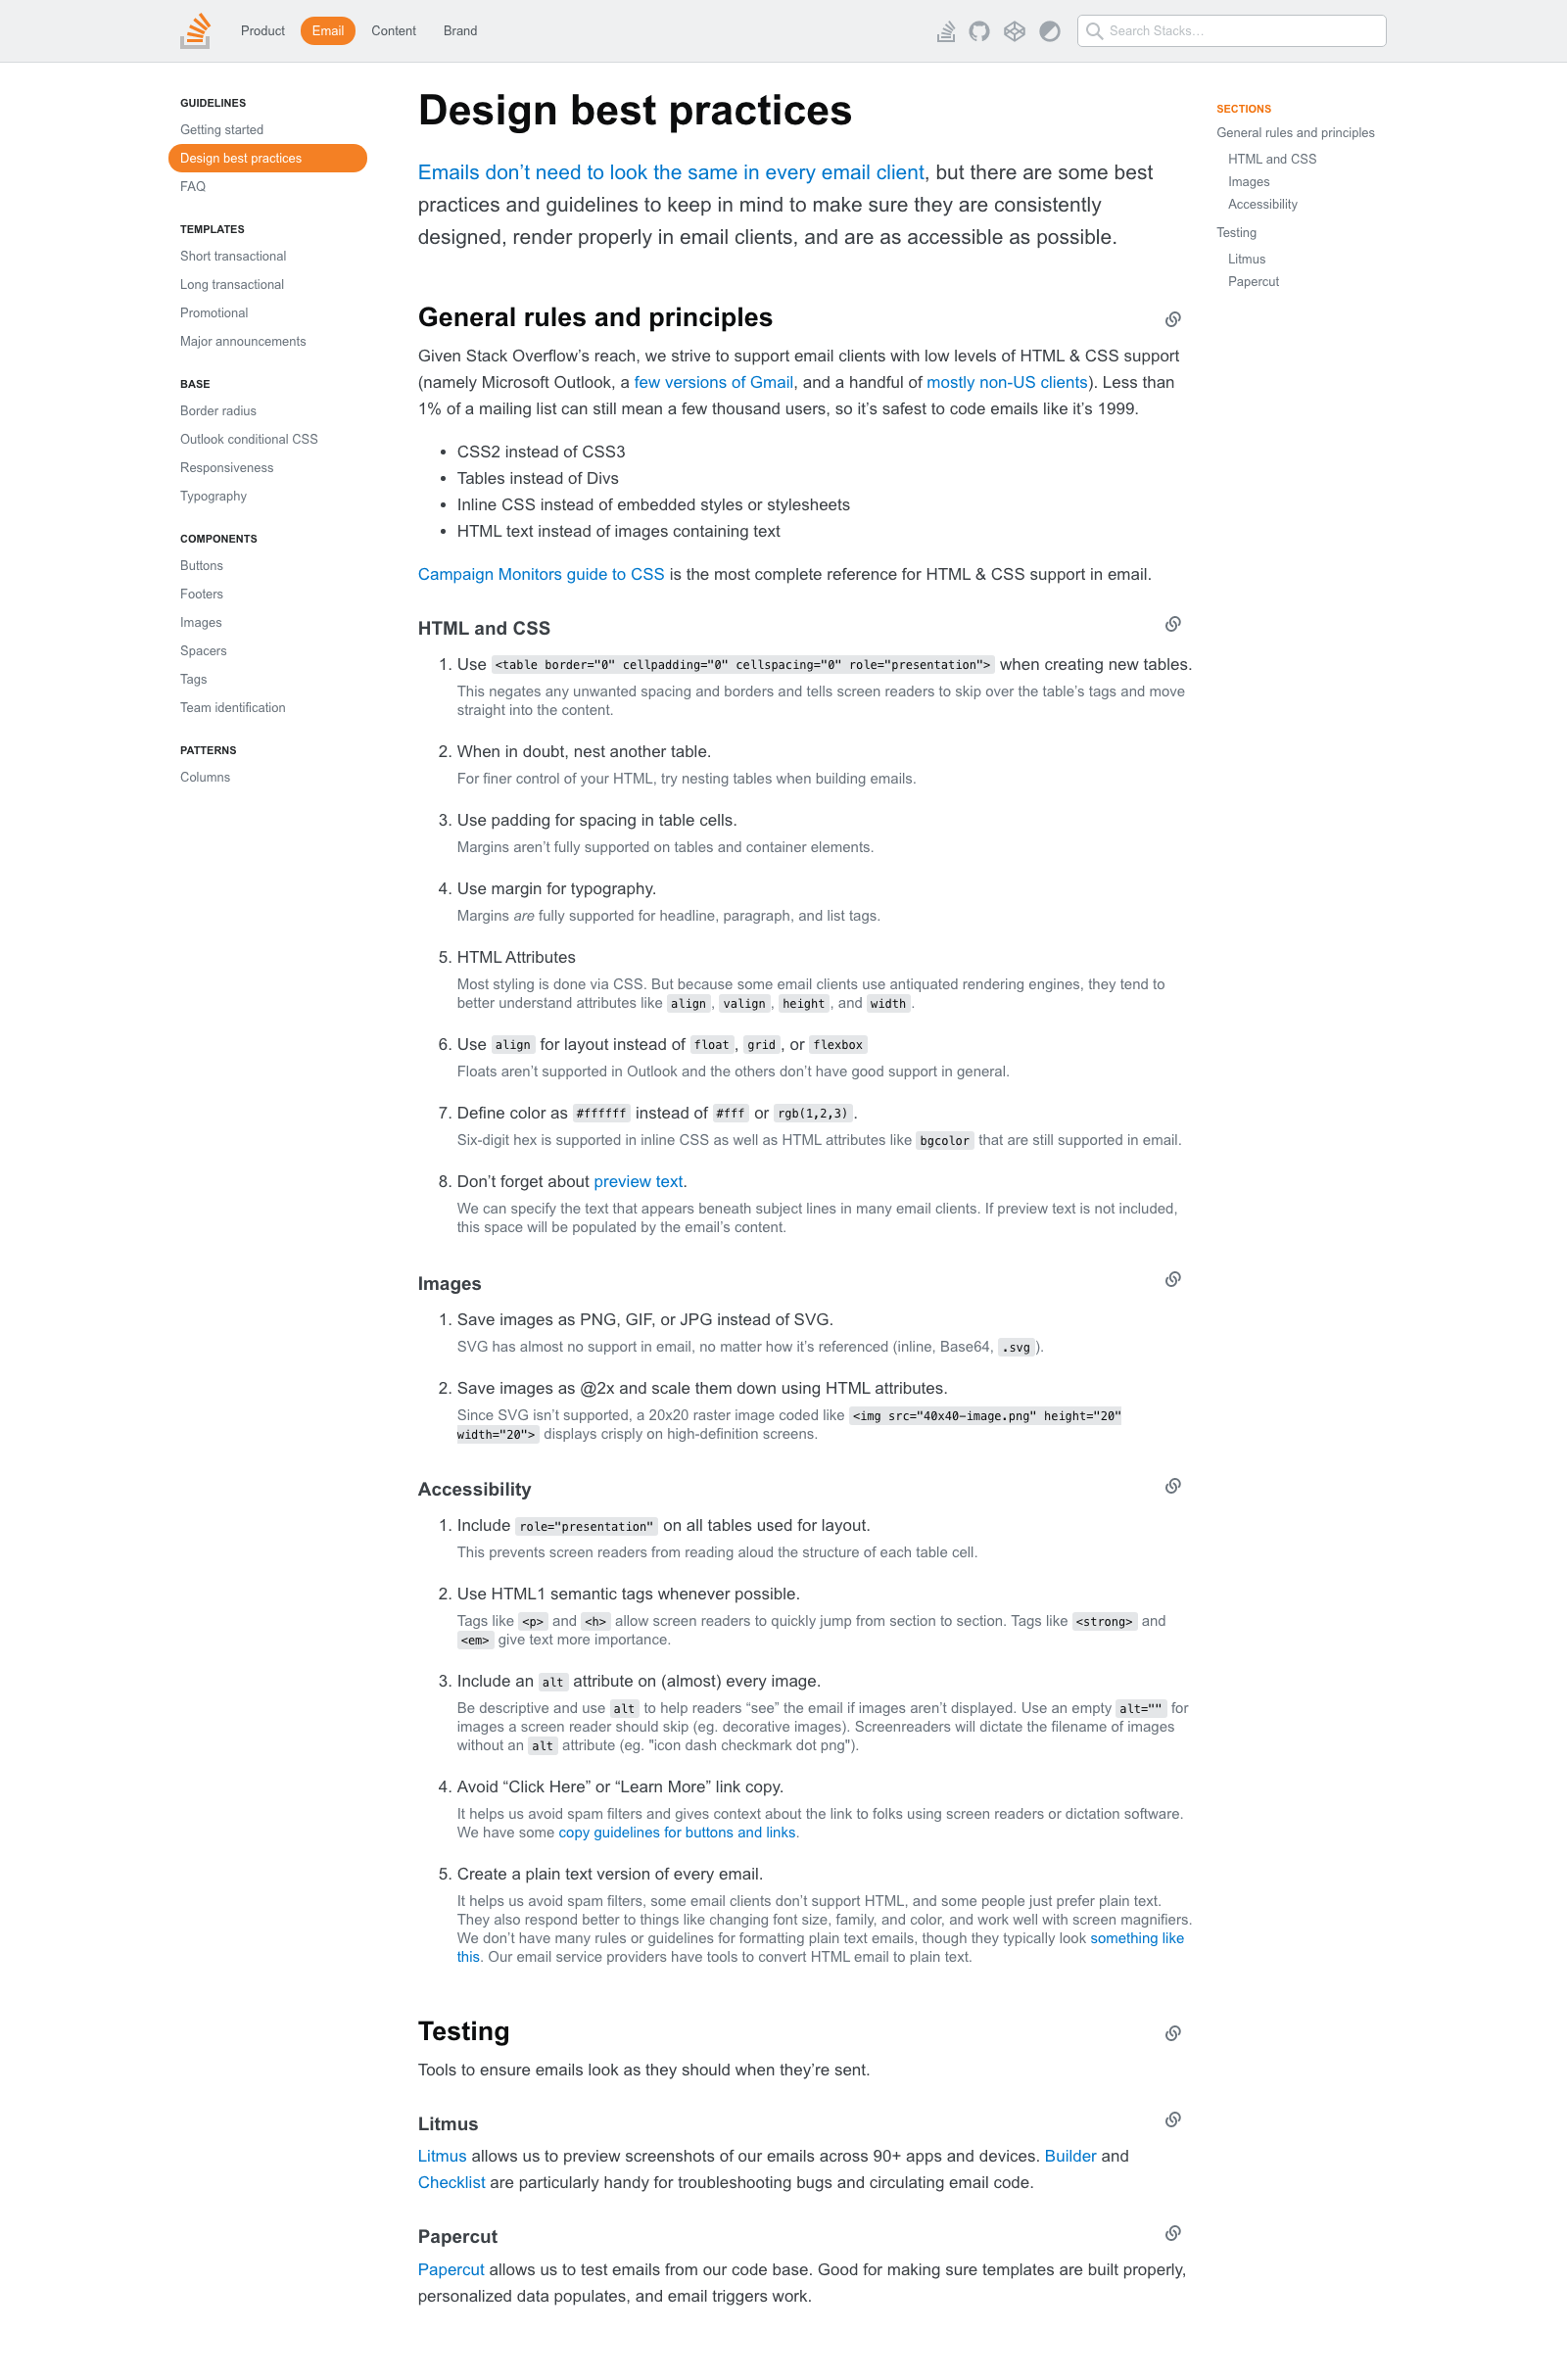 Product Email Content Brand Search Stacks…
GUIDELINES
Getting started
Design best practices
FAQ
TEMPLATES
Short transactional
Long transactional
Promotional
Major announcements
BASE
Border radius
Outlook conditional CSS
Responsiveness
Typography
COMPONENTS
Buttons
Footers
Images
Spacers
Tags
Team identification
PATTERNS
Columns
Design best practices
Emails don’t need to look the same in every email client, but there are some best
practices and guidelines to keep in mind to make sure they are consistently
designed, render properly in email clients, and are as accessible as possible.
General rules and principles
Given Stack Overflow’s reach, we strive to support email clients with low levels of HTML & CSS support
(namely Microsoft Outlook, a few versions of Gmail, and a handful of mostly non-US clients). Less than
1% of a mailing list can still mean a few thousand users, so it’s safest to code emails like it’s 1999.
• CSS2 instead of CSS3
• Tables instead of Divs
• Inline CSS instead of embedded styles or stylesheets
• HTML text instead of images containing text
Campaign Monitors guide to CSS is the most complete reference for HTML & CSS support in email.
HTML and CSS
1. Use <table border="0" cellpadding="0" cellspacing="0" role="presentation"> when creating new tables.
This negates any unwanted spacing and borders and tells screen readers to skip over the table’s tags and move
straight into the content.
2. When in doubt, nest another table.
For finer control of your HTML, try nesting tables when building emails.
3. Use padding for spacing in table cells.
Margins aren’t fully supported on tables and container elements.
4. Use margin for typography.
Margins are fully supported for headline, paragraph, and list tags.
5. HTML Attributes
Most styling is done via CSS. But because some email clients use antiquated rendering engines, they tend to
better understand attributes like align, valign, height, and width.
6. Use align for layout instead of float, grid, or flexbox
Floats aren’t supported in Outlook and the others don’t have good support in general.
7. Define color as #ffffff instead of #fff or rgb(1,2,3).
Six-digit hex is supported in inline CSS as well as HTML attributes like bgcolor that are still supported in email.
8. Don’t forget about preview text.
We can specify the text that appears beneath subject lines in many email clients. If preview text is not included,
this space will be populated by the email’s content.
Images
1. Save images as PNG, GIF, or JPG instead of SVG.
SVG has almost no support in email, no matter how it’s referenced (inline, Base64, .svg).
2. Save images as @2x and scale them down using HTML attributes.
Since SVG isn’t supported, a 20x20 raster image coded like <img src="40x40-image.png" height="20"
width="20"> displays crisply on high-definition screens.
Accessibility
1. Include role="presentation" on all tables used for layout.
This prevents screen readers from reading aloud the structure of each table cell.
2. Use HTML1 semantic tags whenever possible.
Tags like <p> and <h> allow screen readers to quickly jump from section to section. Tags like <strong> and
<em> give text more importance.
3. Include an alt attribute on (almost) every image.
Be descriptive and use alt to help readers “see” the email if images aren’t displayed. Use an empty alt="" for
images a screen reader should skip (eg. decorative images). Screenreaders will dictate the filename of images
without an alt attribute (eg. "icon dash checkmark dot png").
4. Avoid “Click Here” or “Learn More” link copy.
It helps us avoid spam filters and gives context about the link to folks using screen readers or dictation software.
We have some copy guidelines for buttons and links.
5. Create a plain text version of every email.
It helps us avoid spam filters, some email clients don’t support HTML, and some people just prefer plain text.
They also respond better to things like changing font size, family, and color, and work well with screen magnifiers.
We don’t have many rules or guidelines for formatting plain text emails, though they typically look something like
this. Our email service providers have tools to convert HTML email to plain text.
Testing
Tools to ensure emails look as they should when they’re sent.
Litmus
Litmus allows us to preview screenshots of our emails across 90+ apps and devices. Builder and
Checklist are particularly handy for troubleshooting bugs and circulating email code.
Papercut
Papercut allows us to test emails from our code base. Good for making sure templates are built properly,
personalized data populates, and email triggers work.
SECTIONS
General rules and principles
HTML and CSS
Images
Accessibility
Testing
Litmus
Papercut